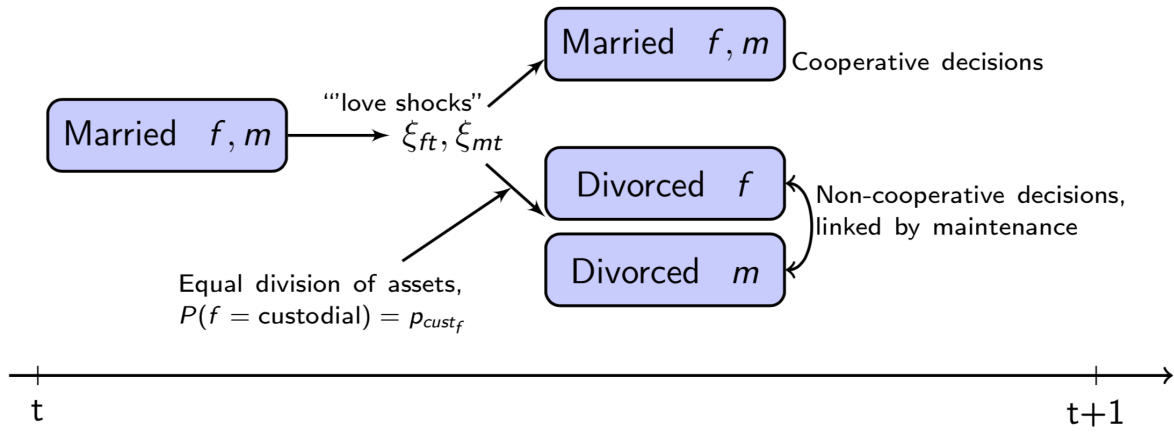 Married f, m
Cooperative decisions
“’love shocks”
ξft, ξmt
Married f, m
Divorced f
Non-cooperative decisions,
linked by maintenance
Divorced m
Equal division of assets,
P(f = custodial) = pcustf
t
t+1